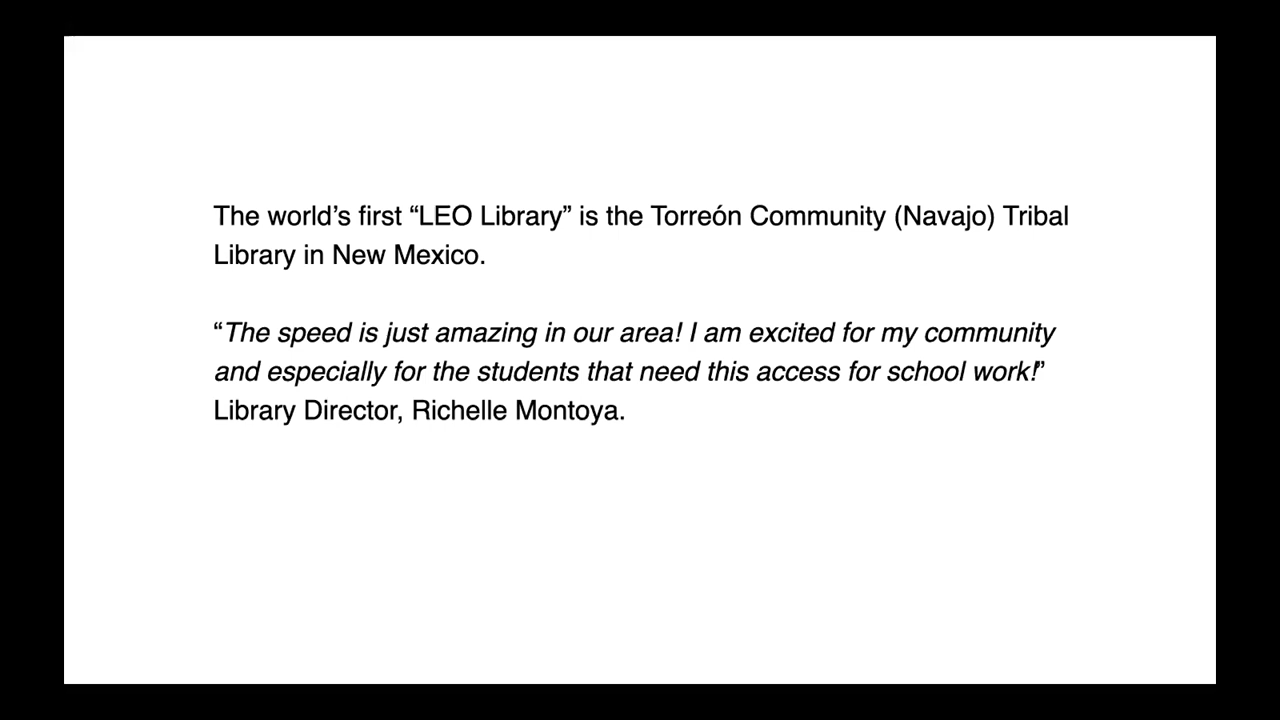 The world’s first “LEO Library” is the Torreón Community (Navajo) Tribal
Library in New Mexico.
“The speed is just amazing in our area! I am excited for my community
and especially for the students that need this access for school work!”
Library Director, Richelle Montoya.